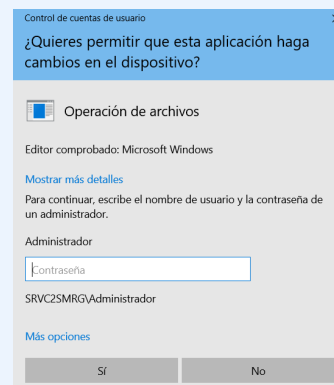 Control de cuentas de usuario
¿Quieres permitir que esta aplicación haga
cambios en el dispositivo?
Operación de archivos
Editor comprobado: Microsoft Windows
Mostrar más detalles
Para continuar, escribe el nombre de usuario y la contraseña de
un administrador.
Administrador
Contraseña
SRVC2SMRG\Administrador
Más opciones
Sí No